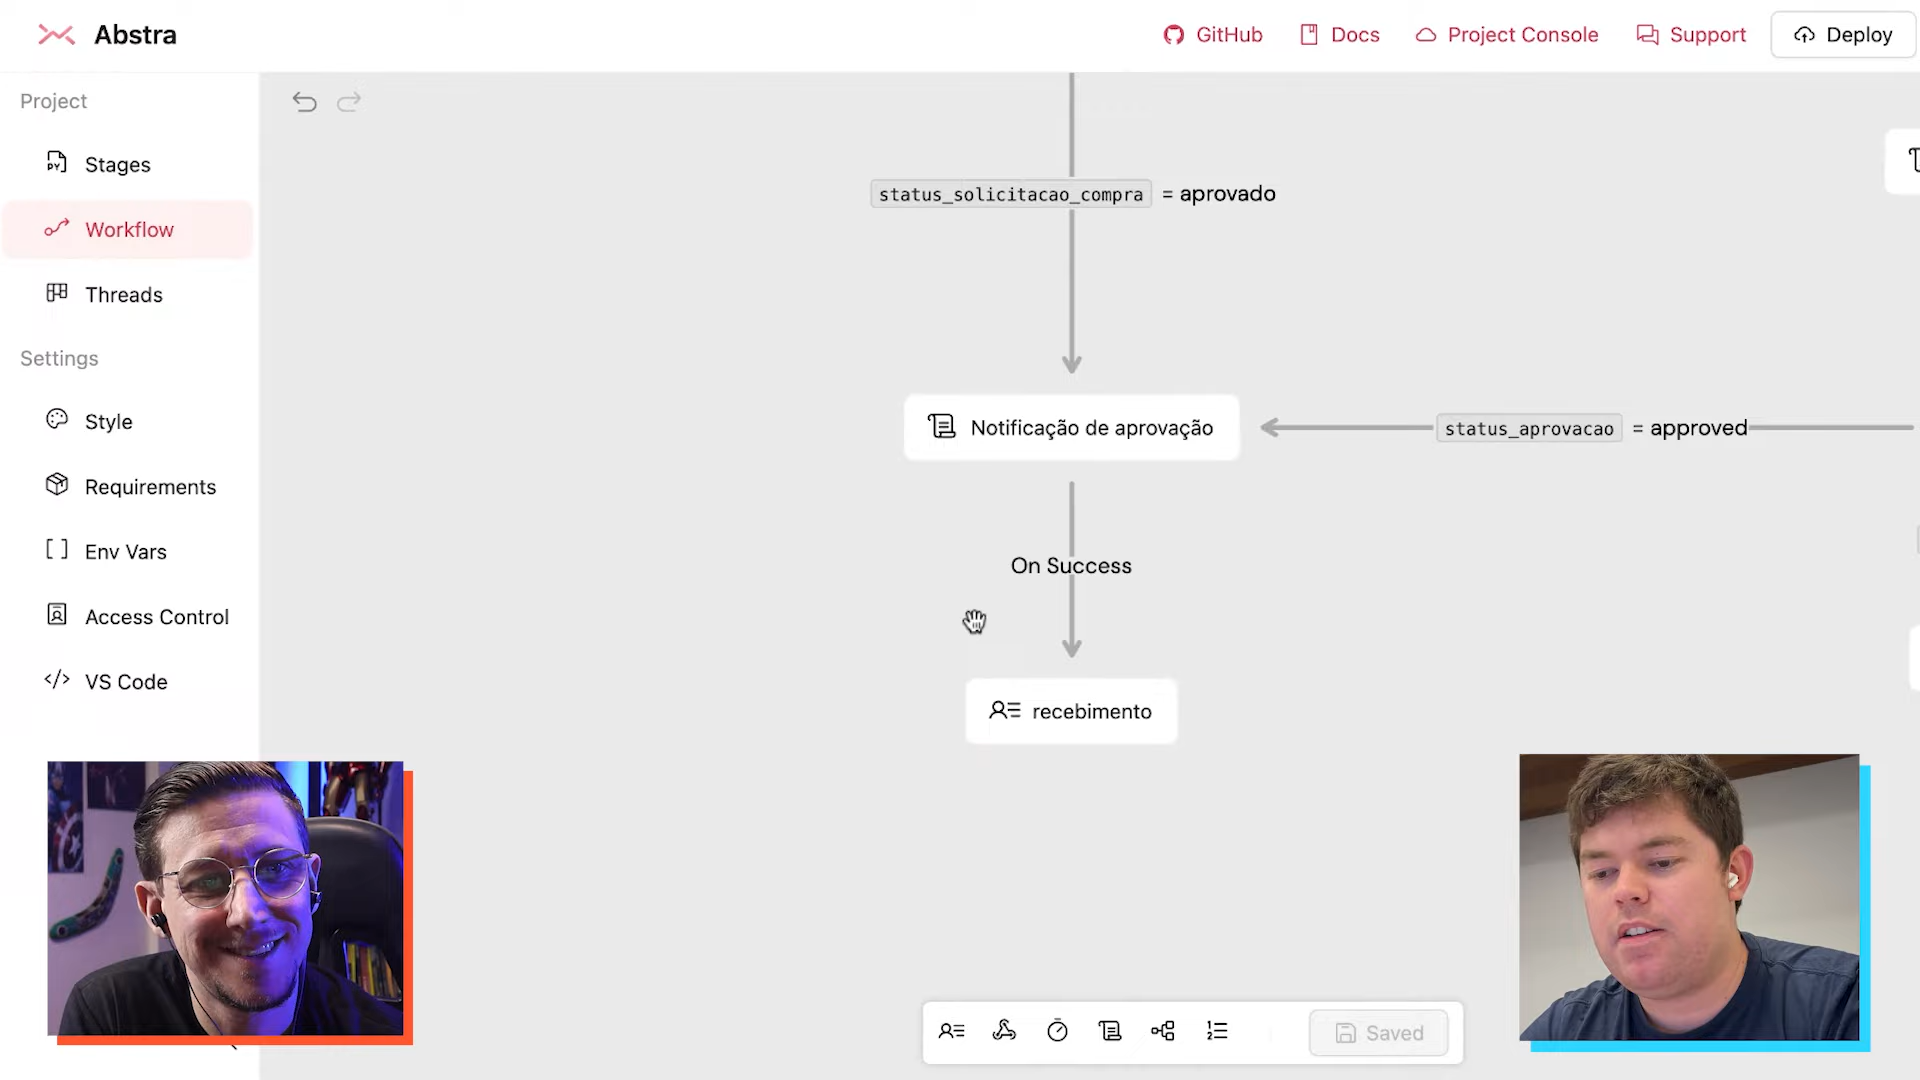 Abstra
GitHub
Docs
Project Console
Support
Deploy
Project
Stages
Workflow
Threads
Settings
Style
Requirements
Env Vars
Access Control
VS Code
status_solicitacao_compra = aprovado
Notificação de aprovação
status_aprovacao = approved
On Success
recebimento
Saved